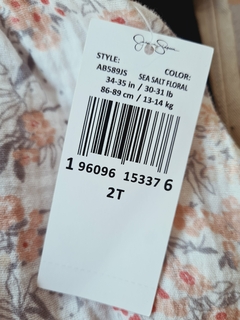 Jessica Simpson
STYLE: COLOR:
AB589JS SEA SALT FLORAL
34-35 in / 30-31 lb
86-89 cm / 13-14 kg
1 96096 15337 6
2T